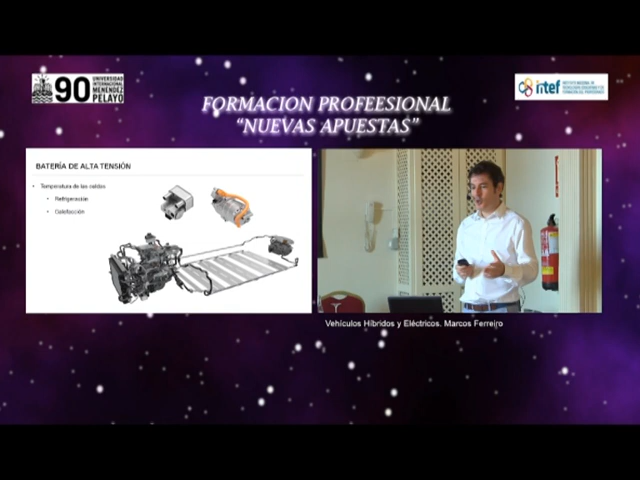 90
UNIVERSIDAD
INTERNACIONAL
MENÉNDEZ
PELAYO
intef
FORMACION PROFEESIONAL
“NUEVAS APUESTAS”
BATERÍA DE ALTA TENSIÓN
• Temperatura de las celdas
• Refrigeración
• Calefacción
Vehículos Híbridos y Eléctricos. Marcos Ferreiro